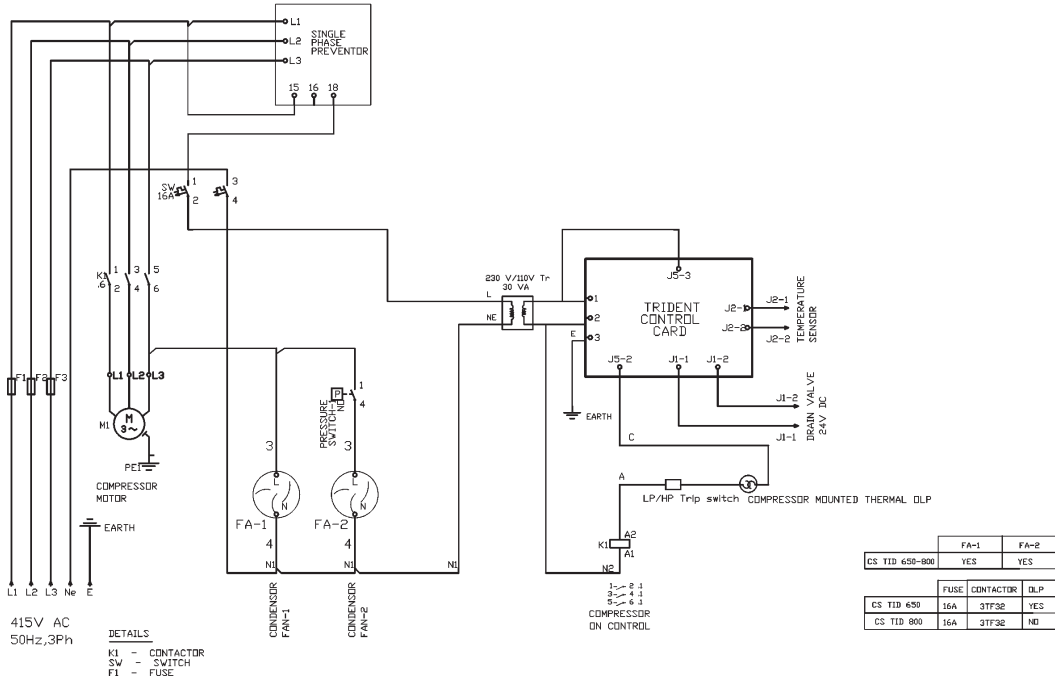 L1
SINGLE
L2
PHASE
PREVENTOR
L3
15 16 18
1 3
SW
16A
2 4
J5-3
230 V/110V Tr
30 VA
L
NE
1
2
3
E
TRIDENT
CONTROL
CARD
J2-1
J2-2
J2-1
J2-2
TEMPERATURE
SENSOR
1 3 5
K1
.6
2 4 6
J5-2 J1-1 J1-2
EARTH
J1-2
J1-1
DRAIN VALVE
24V DC
F1 F2 F3
L1 L2 L3
M
3~
M1
PE1
COMPRESSOR
MOTOR
P
1
4
PRESSURE
SWITCH-1
NO
3 3
L L
N N
FA-1 FA-2
4 4
N1 N1 N1
CONDENSOR
FAN-1
CONDENSOR
FAN-2
C
A
LP/HP Trip switch
COMPRESSOR MOUNTED THERMAL OLP
K1
A2
A1
N2
1 2 .1
3 4 .1
5 6 .1
COMPRESSOR
ON CONTROL
EARTH
L1 L2 L3 Ne E
415V AC
50Hz,3Ph
DETAILS
K1 - CONTACTOR
SW - SWITCH
F1 - FUSE
FA-1 FA-2
CS TID 650-800 YES YES
FUSE CONTACTOR OLP
CS TID 650 16A 3TF32 YES
CS TID 800 16A 3TF32 NO